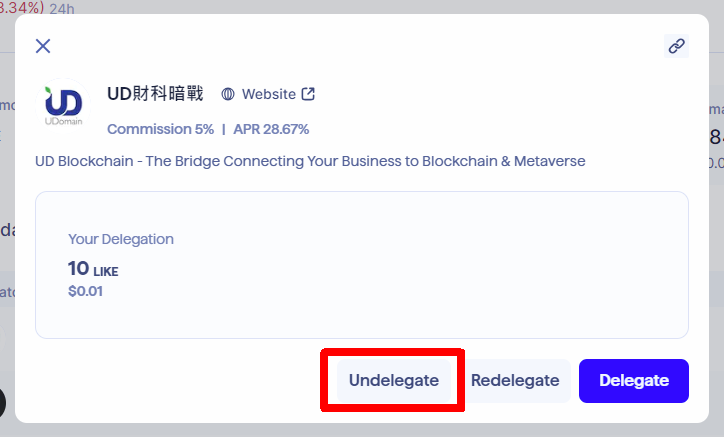 3.34%) 24h
UD財科暗戰 Website
UDomain
Commission 5% | APR 28.67%
UD Blockchain - The Bridge Connecting Your Business to Blockchain & Metaverse
Your Delegation
10 LIKE
$0.01
Undelegate Redelegate Delegate